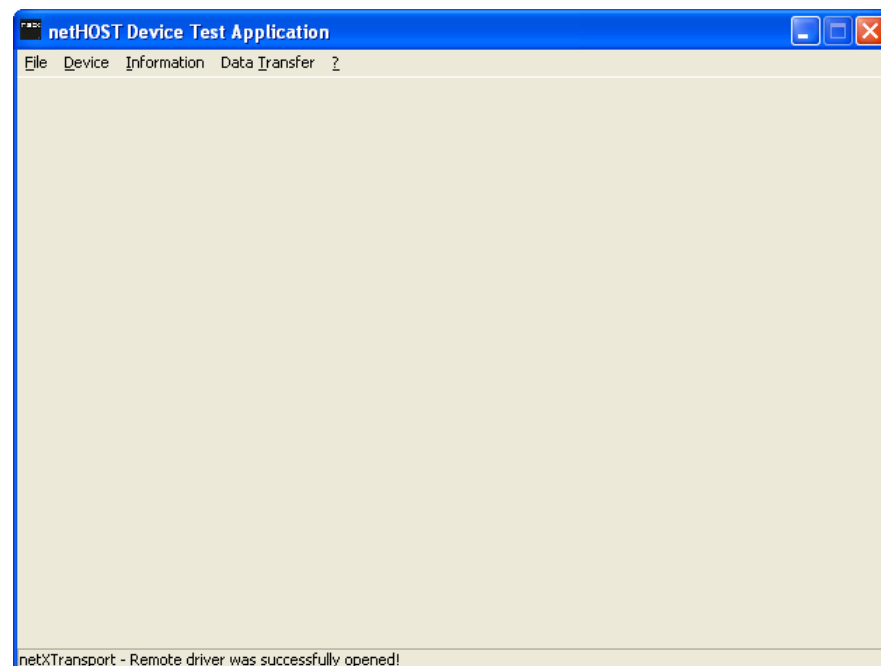 netHOST Device Test Application
File Device Information Data Transfer ?
netXTransport - Remote driver was successfully opened!